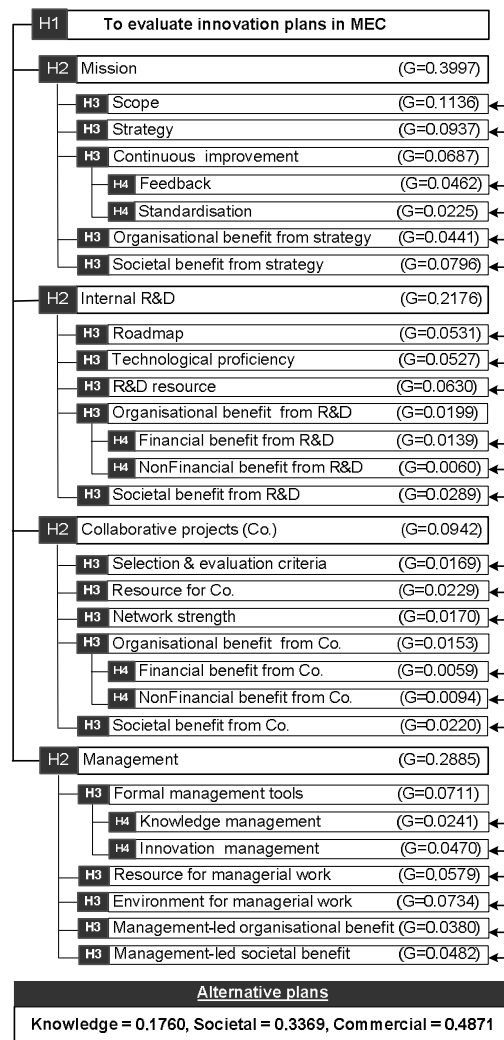 H1 To evaluate innovation plans in MEC
H2 Mission (G=0.3997)
H3 Scope (G=0.1136)
H3 Strategy (G=0.0937)
H3 Continuous improvement (G=0.0687)
H4 Feedback (G=0.0462)
H4 Standardisation (G=0.0225)
H3 Organisational benefit from strategy (G=0.0441)
H3 Societal benefit from strategy (G=0.0796)
H2 Internal R&D (G=0.2176)
H3 Roadmap (G=0.0531)
H3 Technological proficiency (G=0.0527)
H3 R&D resource (G=0.0630)
H3 Organisational benefit from R&D (G=0.0199)
H4 Financial benefit from R&D (G=0.0139)
H4 NonFinancial benefit from R&D (G=0.0060)
H3 Societal benefit from R&D (G=0.0289)
H2 Collaborative projects (Co.) (G=0.0942)
H3 Selection & evaluation criteria (G=0.0169)
H3 Resource for Co. (G=0.0229)
H3 Network strength (G=0.0170)
H3 Organisational benefit from Co. (G=0.0153)
H4 Financial benefit from Co. (G=0.0059)
H4 NonFinancial benefit from Co. (G=0.0094)
H3 Societal benefit from Co. (G=0.0220)
H2 Management (G=0.2885)
H3 Formal management tools (G=0.0711)
H4 Knowledge management (G=0.0241)
H4 Innovation management (G=0.0470)
H3 Resource for managerial work (G=0.0579)
H3 Environment for managerial work (G=0.0734)
H3 Management-led organisational benefit (G=0.0380)
H3 Management-led societal benefit (G=0.0482)
Alternative plans
Knowledge = 0.1760, Societal = 0.3369, Commercial = 0.4871